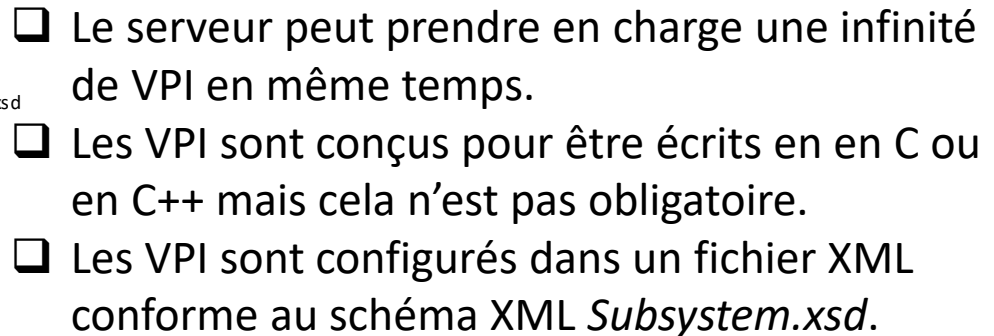 ❑ Le serveur peut prendre en charge une infinité
de VPI en même temps.
❑ Les VPI sont conçus pour être écrits en en C ou
en C++ mais cela n’est pas obligatoire.
❑ Les VPI sont configurés dans un fichier XML
conforme au schéma XML Subsystem.xsd.